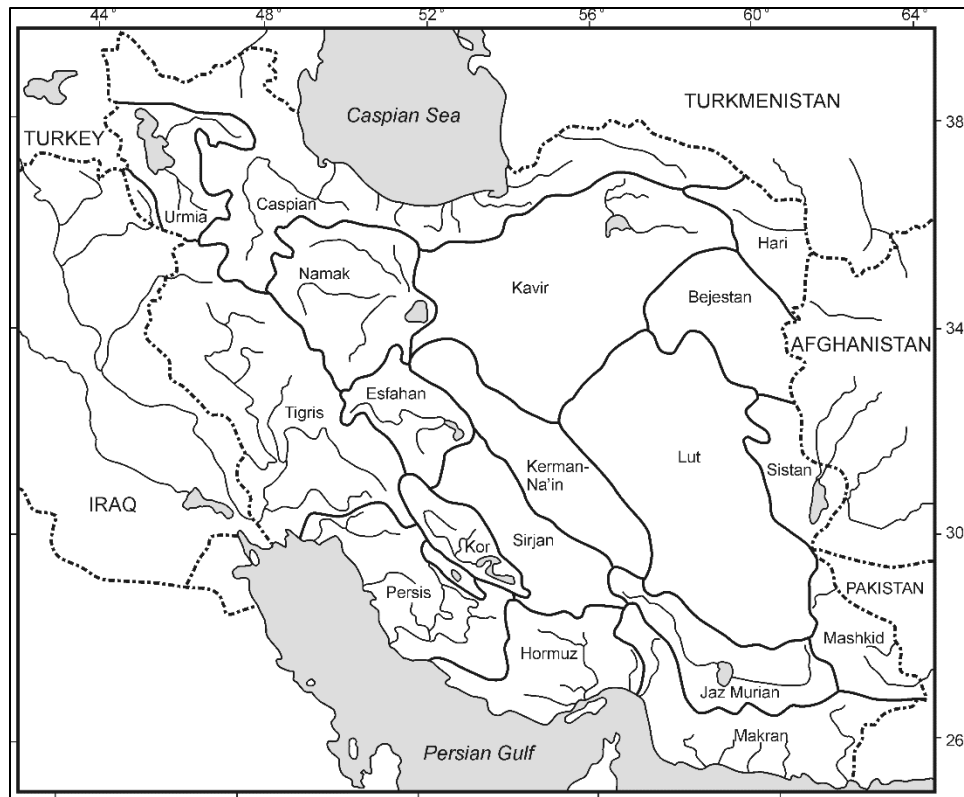 44° 48° 52° 56° 60° 64°
Caspian Sea
TURKMENISTAN
38
TURKEY
Urmia
Caspian
Hari
Namak
Kavir
Bejestan
34
AFGHANISTAN
Esfahan
Tigris
Kerman-
Na'in
Lut
Sistan
IRAQ
30
Sirjan
Kor
PAKISTAN
Persis
Mashkid
Hormuz
Jaz Murian
Makran
26
Persian Gulf